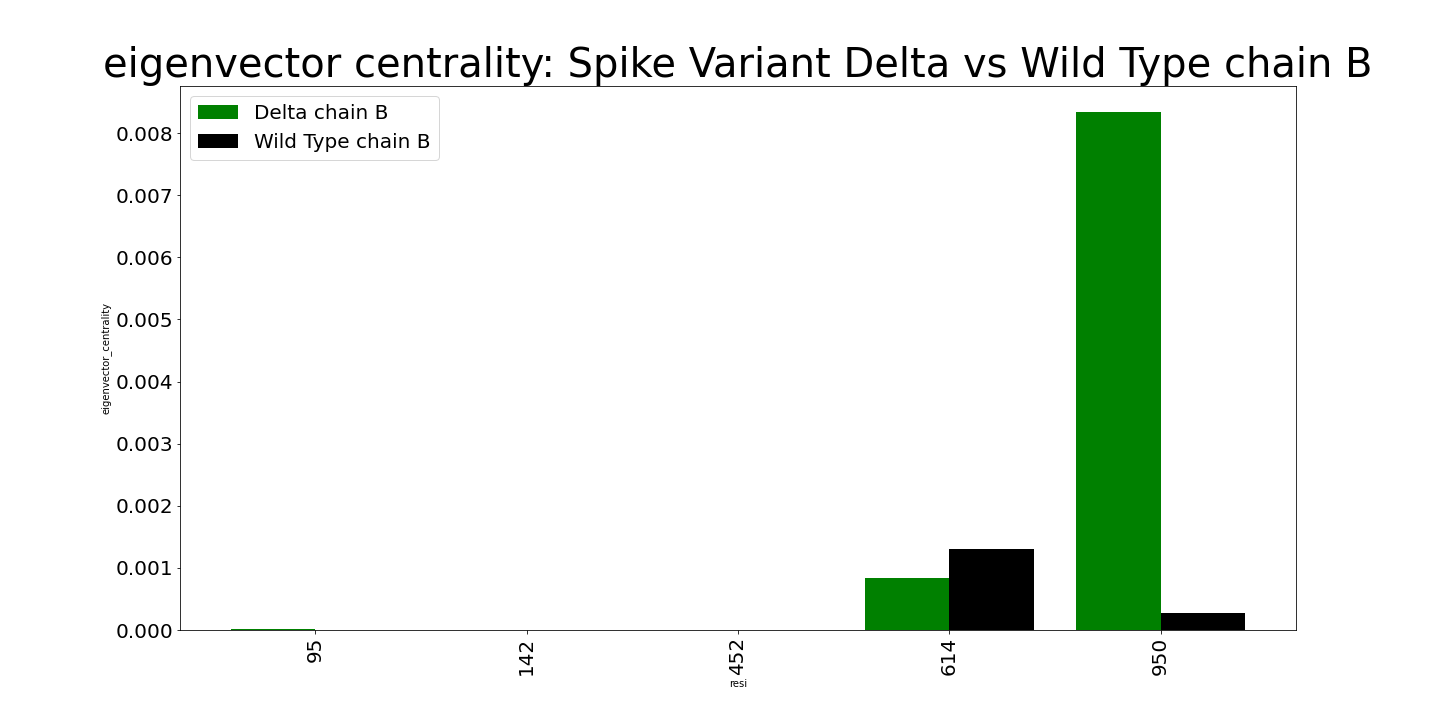 eigenvector centrality: Spike Variant Delta vs Wild Type chain B
Delta chain B
Wild Type chain B
0.008
0.007
0.006
0.005
0.004
0.003
0.002
0.001
0.000
eigenvector_centrality
95
142
452
614
950
resi